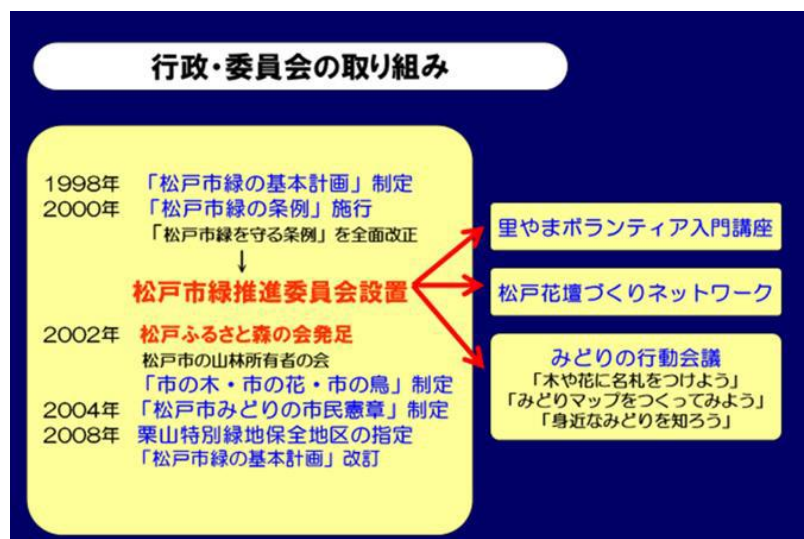 行政・委員会の取り組み
1998年 「松戸市緑の基本計画」制定
2000年 「松戸市緑の条例」施行
「松戸市緑を守る条例」を全面改正
↓
松戸市緑推進委員会設置
2002年 松戸ふるさと森の会発足
松戸市の山林所有者の会
「市の木・市の花・市の鳥」制定
2004年 「松戸市みどりの市民憲章」制定
2008年 栗山特別緑地保全地区の指定
「松戸市緑の基本計画」改訂
里やまボランティア入門講座
松戸花壇づくりネットワーク
みどりの行動会議
「木や花に名札をつけよう」
「みどりマップをつくってみよう」
「身近なみどりを知ろう」